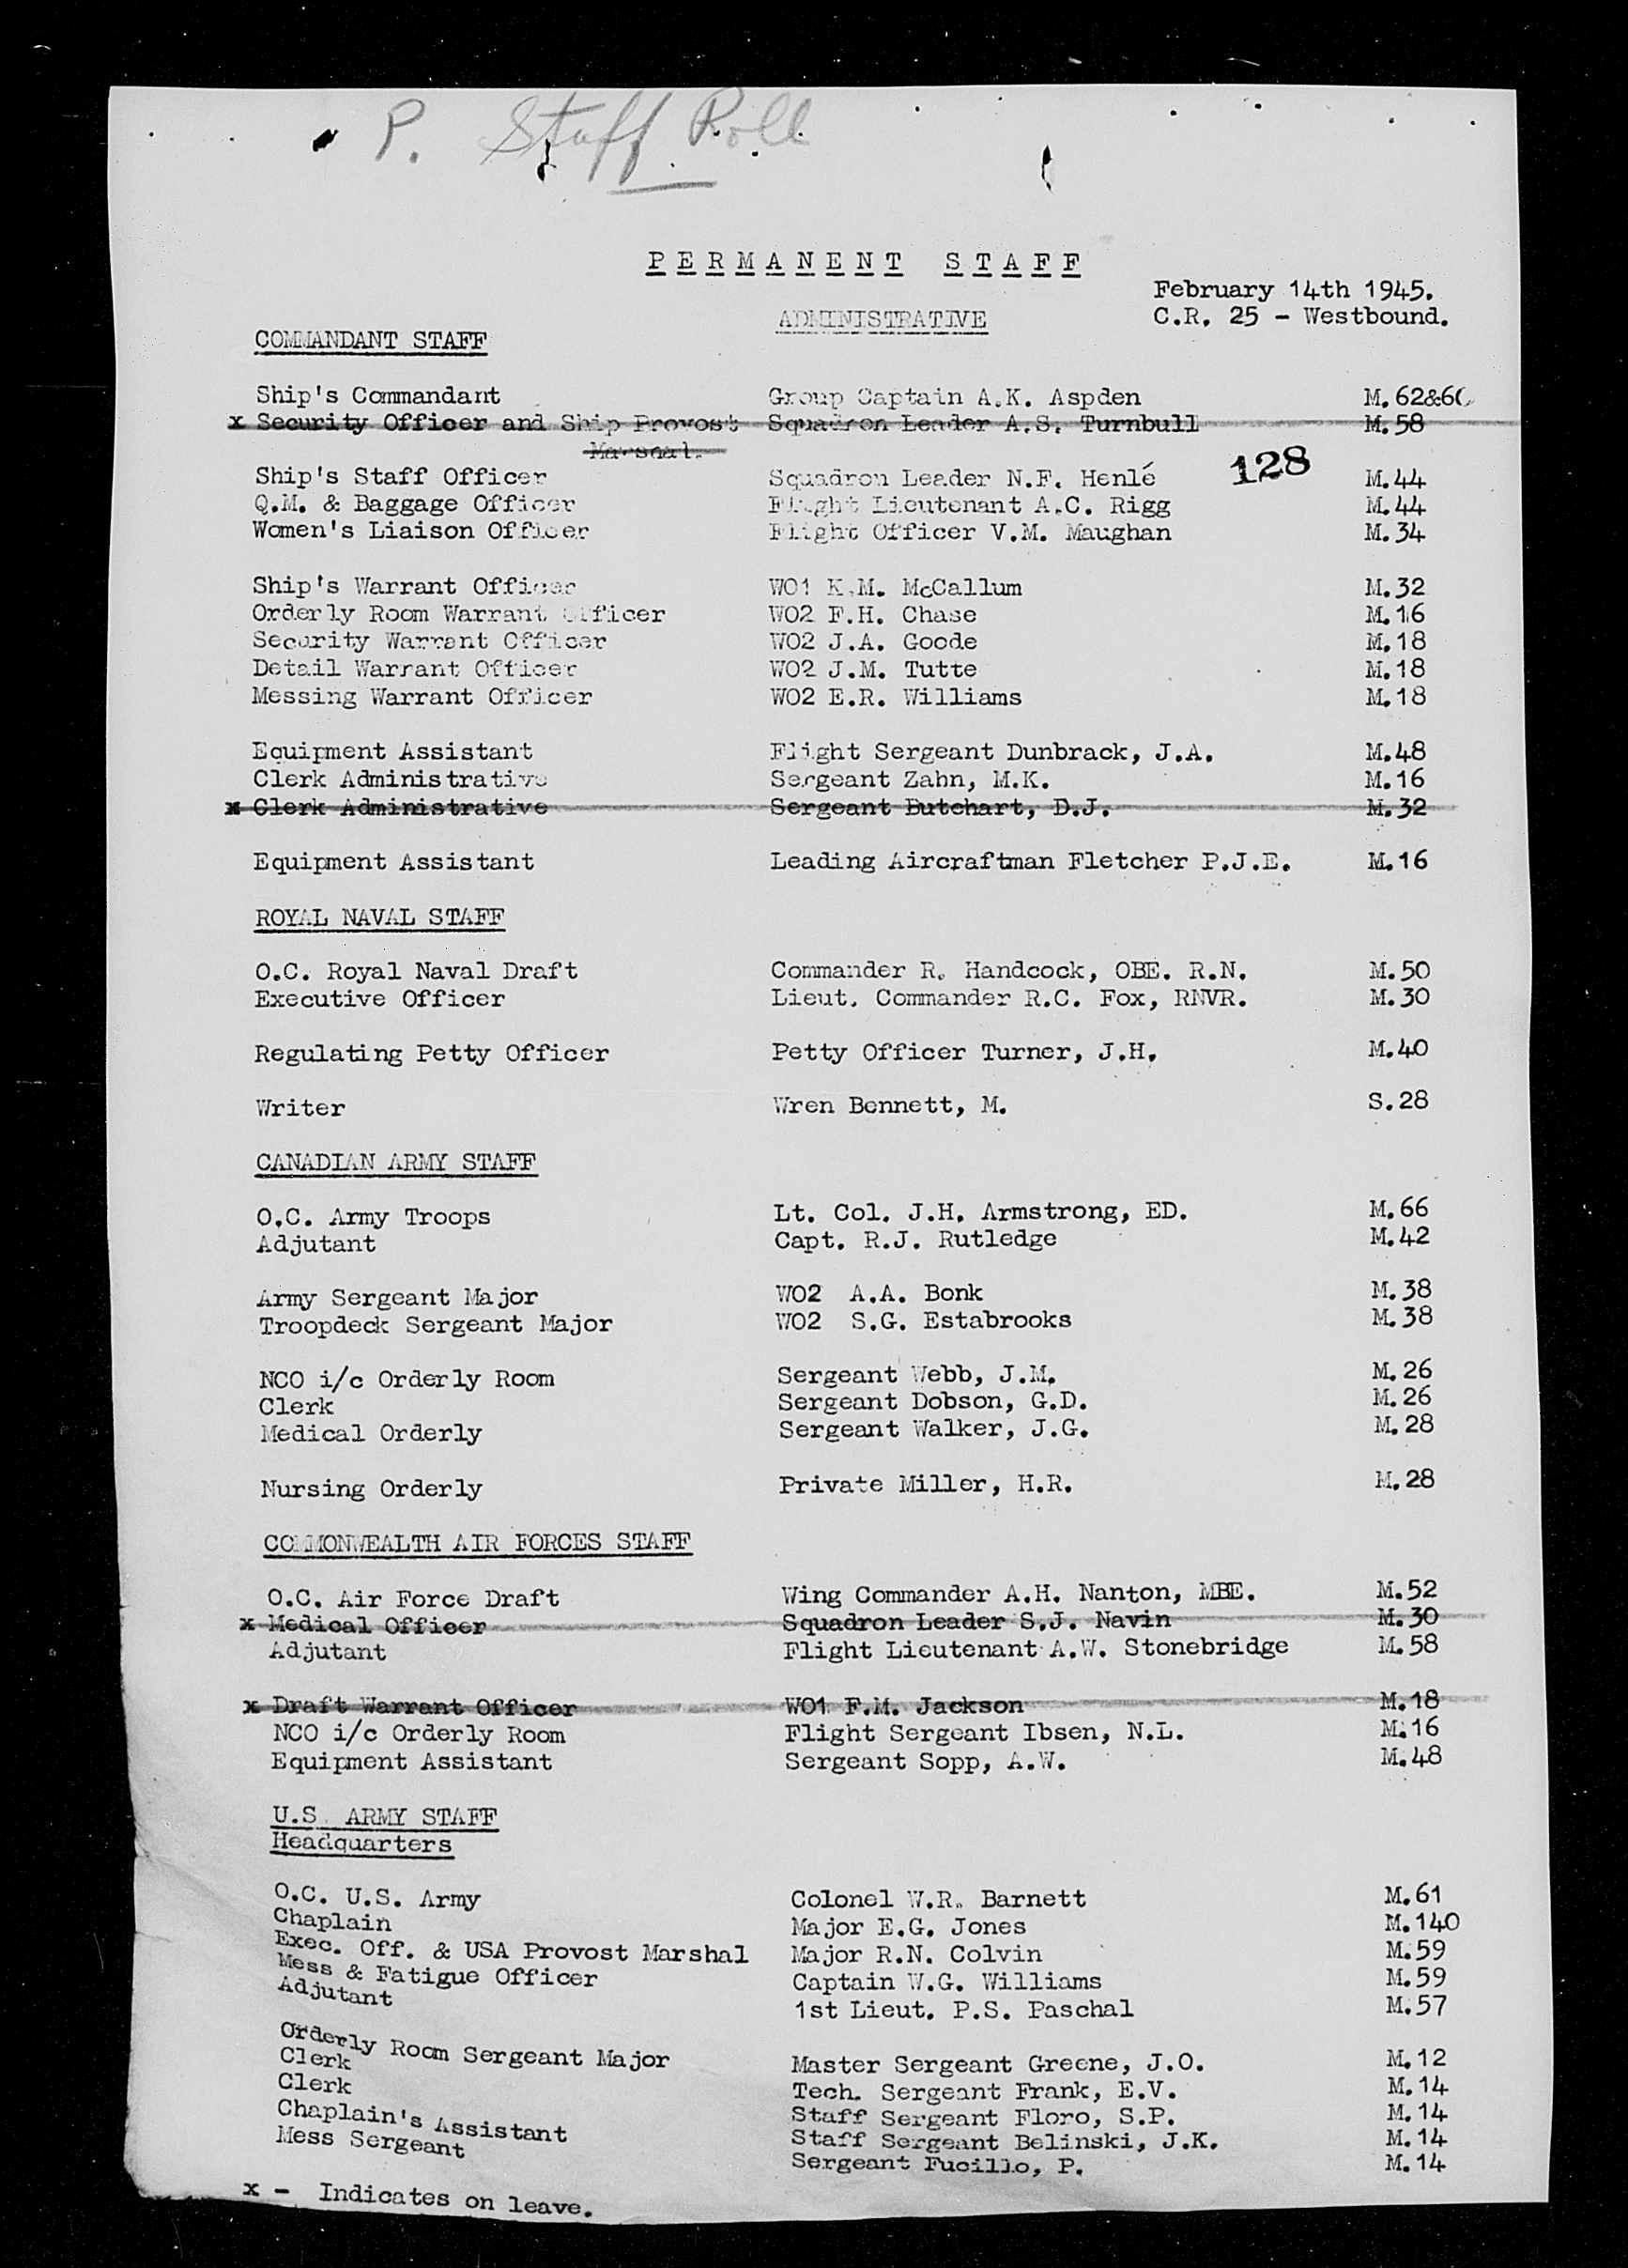 P. Staff Roll
PERMANENT STAFF
February 14th 1945.
ADMINISTRATIVE C.R. 25 - Westbound.
COMMANDANT STAFF
Ship's Commandant Group Captain A.K. Aspden M.62&60
x Security Officer and Ship Provost Squadron Leader A.S. Turnbull M.58
Marshal.
128
Ship's Staff Officer Squadron Leader N.F. Henlé M.44
Q.M. & Baggage Officer Flight Lieutenant A.C. Rigg M.44
Women's Liaison Officer Flight Officer V.M. Maughan M.34
Ship's Warrant Officer WO1 K.M. McCallum M.32
Orderly Room Warrant Officer WO2 F.H. Chase M.16
Security Warrant Officer WO2 J.A. Goode M.18
Detail Warrant Officer WO2 J.M. Tutte M.18
Messing Warrant Officer WO2 E.R. Williams M.18
Equipment Assistant Flight Sergeant Dunbrack, J.A. M.48
Clerk Administrative Sergeant Zahn, M.K. M.16
x Clerk Administrative Sergeant Butchart, D.J. M.32
Equipment Assistant Leading Aircraftman Fletcher P.J.E. M.16
ROYAL NAVAL STAFF
O.C. Royal Naval Draft Commander R. Handcock, OBE. R.N. M.50
Executive Officer Lieut. Commander R.C. Fox, RNVR. M.30
Regulating Petty Officer Petty Officer Turner, J.H. M.40
Writer Wren Bennett, M. S.28
CANADIAN ARMY STAFF
O.C. Army Troops Lt. Col. J.H. Armstrong, ED. M.66
Adjutant Capt. R.J. Rutledge M.42
Army Sergeant Major WO2 A.A. Bonk M.38
Troopdeck Sergeant Major WO2 S.G. Estabrooks M.38
NCO i/c Orderly Room Sergeant Webb, J.M. M.26
Clerk Sergeant Dobson, G.D. M.26
Medical Orderly Sergeant Walker, J.G. M.28
Nursing Orderly Private Miller, H.R. M.28
COMMONWEALTH AIR FORCES STAFF
O.C. Air Force Draft Wing Commander A.H. Nanton, MBE. M.52
x Medical Officer Squadron Leader S.J. Navin M.30
Adjutant Flight Lieutenant A.W. Stonebridge M.58
x Draft Warrant Officer WO1 F.M. Jackson M.18
NCO i/c Orderly Room Flight Sergeant Ibsen, N.L. M.16
Equipment Assistant Sergeant Sopp, A.W. M.48
U.S. ARMY STAFF
Headquarters
O.C. U.S. Army Colonel W.R. Barnett M.61
Chaplain Major E.G. Jones M.140
Exec. Off. & USA Provost Marshal Major R.N. Colvin M.59
Mess & Fatigue Officer Captain W.G. Williams M.59
Adjutant 1st Lieut. P.S. Paschal M.57
Orderly Room Sergeant Major Master Sergeant Greene, J.O. M.12
Clerk Tech. Sergeant Frank, E.V. M.14
Clerk Staff Sergeant Floro, S.P. M.14
Chaplain's Assistant Staff Sergeant Belinski, J.K. M.14
Mess Sergeant Sergeant Fucillo, P. M.14
x - Indicates on leave.